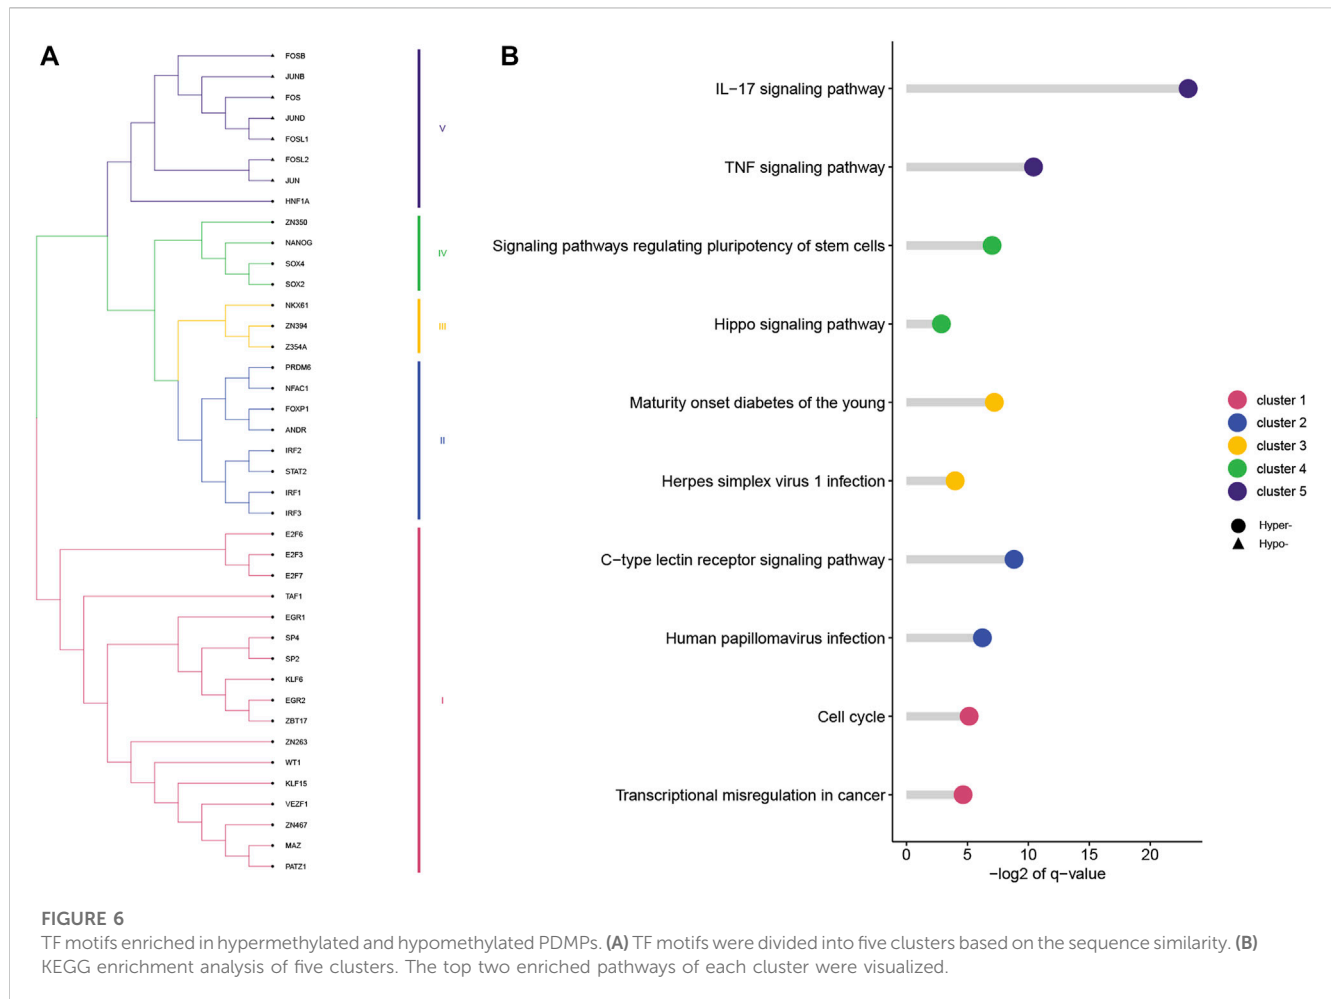 A
FOSB
JUNB
FOS
JUND
FOSL1
FOSL2
JUN
HNF1A
ZN350
NANOG
SOX4
SOX2
NKX61
ZN394
Z354A
PRDM6
NFAC1
FOXP1
ANDR
IRF2
STAT2
IRF1
IRF3
E2F6
E2F3
E2F7
TAF1
EGR1
SP4
SP2
KLF6
EGR2
ZBT17
ZN263
WT1
KLF15
VEZF1
ZN467
MAZ
PATZ1
V
IV
III
II
I
B
IL−17 signaling pathway
TNF signaling pathway
Signaling pathways regulating pluripotency of stem cells
Hippo signaling pathway
Maturity onset diabetes of the young
Herpes simplex virus 1 infection
C−type lectin receptor signaling pathway
Human papillomavirus infection
Cell cycle
Transcriptional misregulation in cancer
0 5 10 15 20
−log2 of q−value
cluster 1
cluster 2
cluster 3
cluster 4
cluster 5
Hyper-
Hypo-
FIGURE 6
TF motifs enriched in hypermethylated and hypomethylated PDMPs. (A) TF motifs were divided into five clusters based on the sequence similarity. (B)
KEGG enrichment analysis of five clusters. The top two enriched pathways of each cluster were visualized.